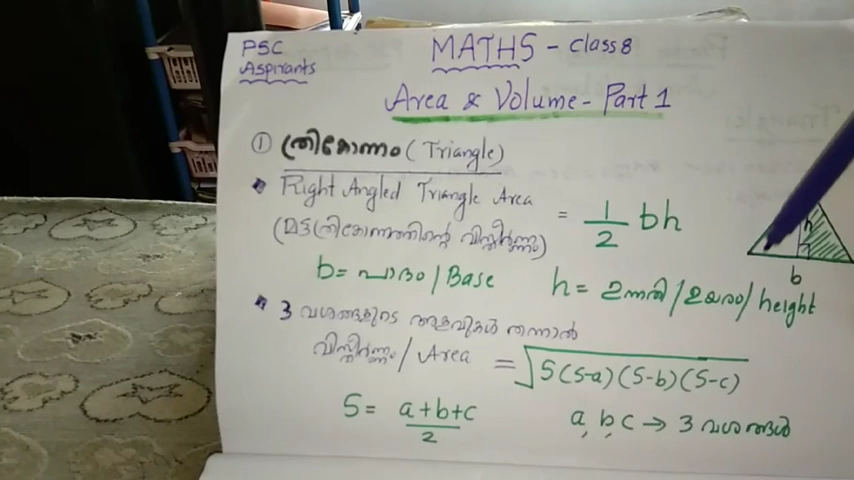 PSC
Aspirants
MATHS - Class 8
Area & Volume - Part 1
① ത്രികോണം (Triangle)
Right Angled Triangle Area
(മട്ടത്രികോണത്തിന്റെ വിസ്തീർണ്ണം)
= 1/2 bh
h
b
b = പാദം / Base
h = ഉന്നതി / ഉയരം / height
3 വശങ്ങളുടെ അളവുകൾ തന്നാൽ
വിസ്തീർണ്ണം / Area = √S(S-a)(S-b)(S-c)
S = a+b+c/2
a, b, c → 3 വശങ്ങൾ